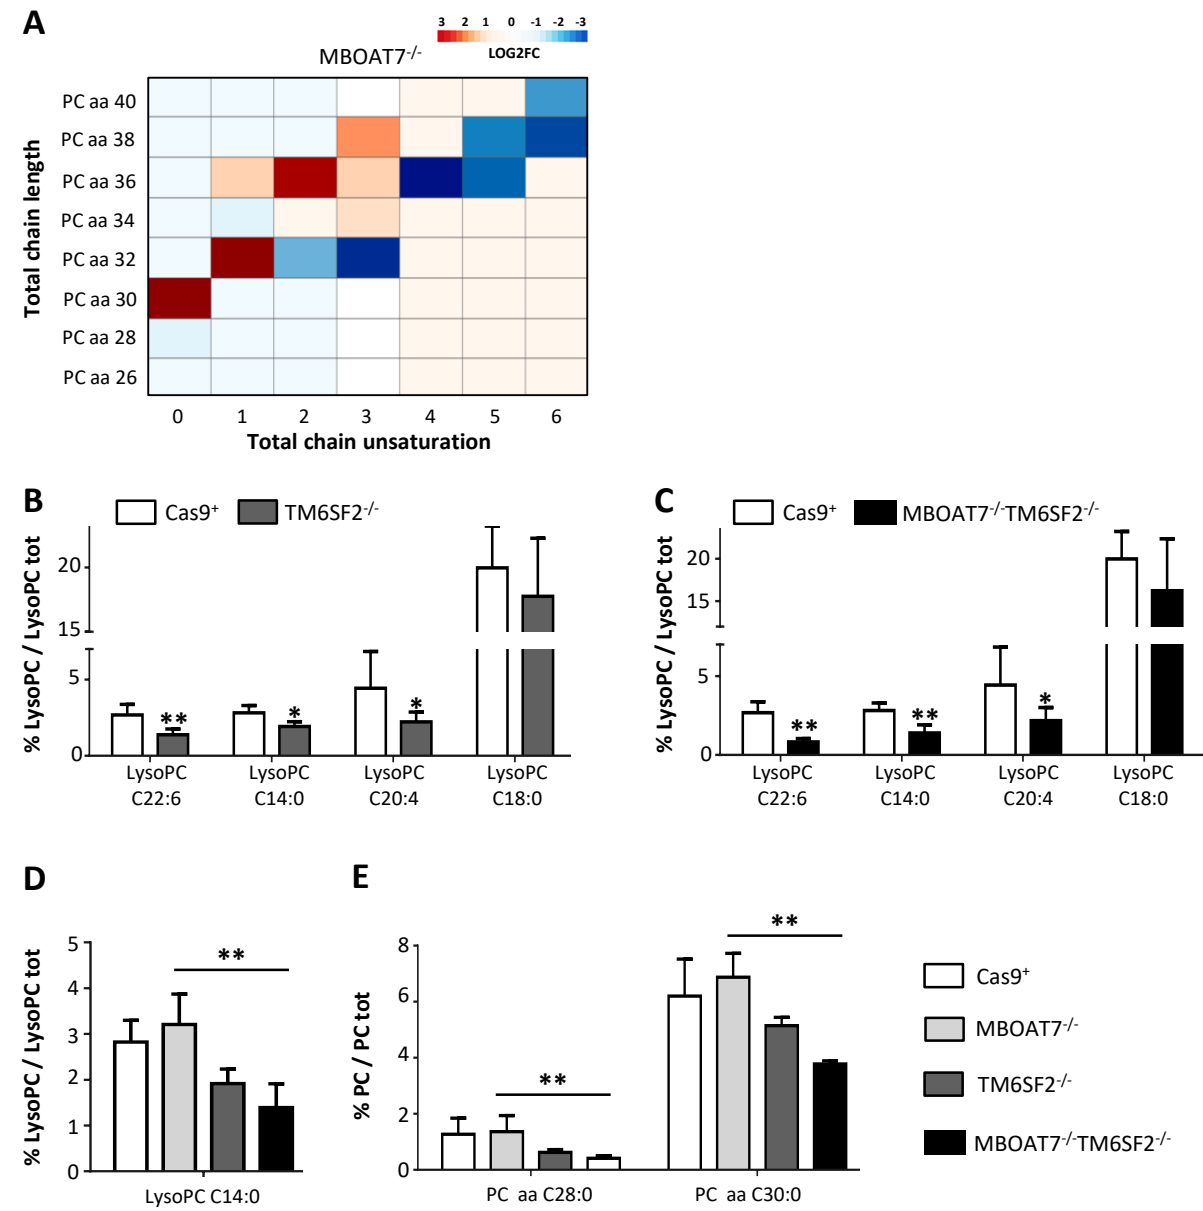 A
3 2 1 0 -1 -2 -3
LOG2FC
MBOAT7-/-
Total chain length
PC aa 40
PC aa 38
PC aa 36
PC aa 34
PC aa 32
PC aa 30
PC aa 28
PC aa 26
0 1 2 3 4 5 6
Total chain unsaturation
B
Cas9+
TM6SF2-/-
% LysoPC / LysoPC tot
20
15
5
0
** * *
LysoPC C22:6
LysoPC C14:0
LysoPC C20:4
LysoPC C18:0
C
Cas9+
MBOAT7-/-TM6SF2-/-
% LysoPC / LysoPC tot
20
15
5
0
** ** *
LysoPC C22:6
LysoPC C14:0
LysoPC C20:4
LysoPC C18:0
D
% LysoPC / LysoPC tot
5
4
3
2
1
0
**
LysoPC C14:0
E
% PC / PC tot
8
6
4
2
0
**
**
PC aa C28:0
PC aa C30:0
Cas9+
MBOAT7-/-
TM6SF2-/-
MBOAT7-/-TM6SF2-/-